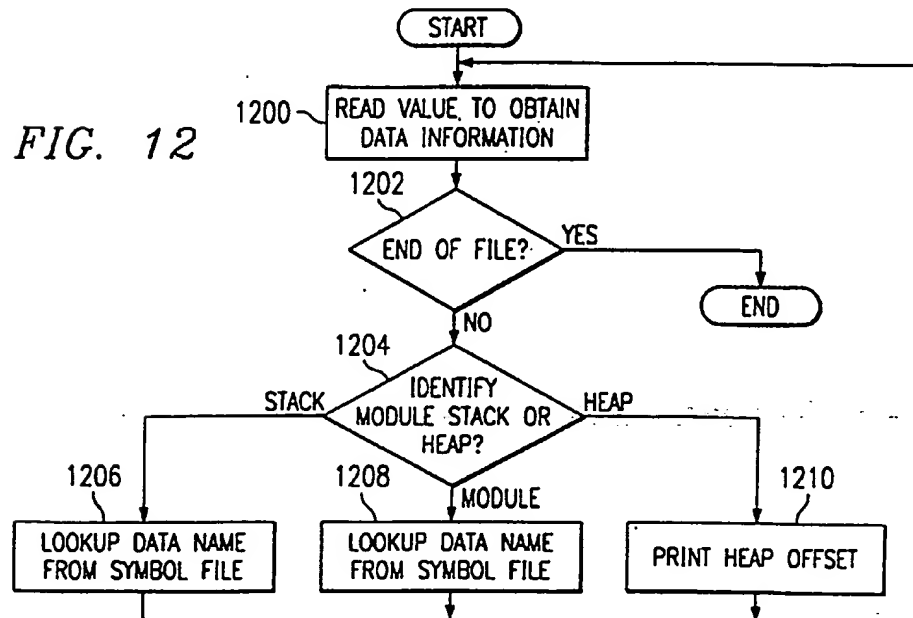 START
1200
READ VALUE TO OBTAIN
DATA INFORMATION
FIG. 12
1202
END OF FILE?
YES
END
NO
1204
IDENTIFY
MODULE STACK OR
HEAP?
STACK
HEAP
MODULE
1206
LOOKUP DATA NAME
FROM SYMBOL FILE
1208
LOOKUP DATA NAME
FROM SYMBOL FILE
1210
PRINT HEAP OFFSET